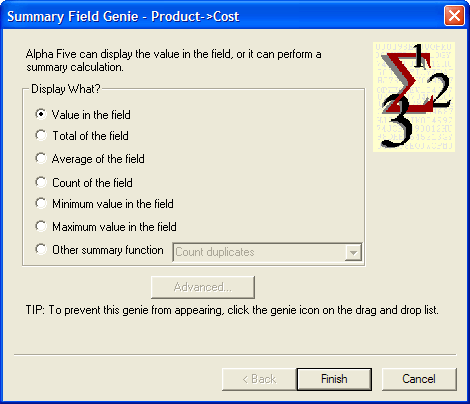 Summary Field Genie - Product->Cost
Alpha Five can display the value in the field, or it can perform a
summary calculation.
Display What?
Value in the field
Total of the field
Average of the field
Count of the field
Minimum value in the field
Maximum value in the field
Other summary function
Count duplicates
Advanced...
TIP: To prevent this genie from appearing, click the genie icon on the drag and drop list.
< Back
Finish
Cancel
1
Σ
2
3